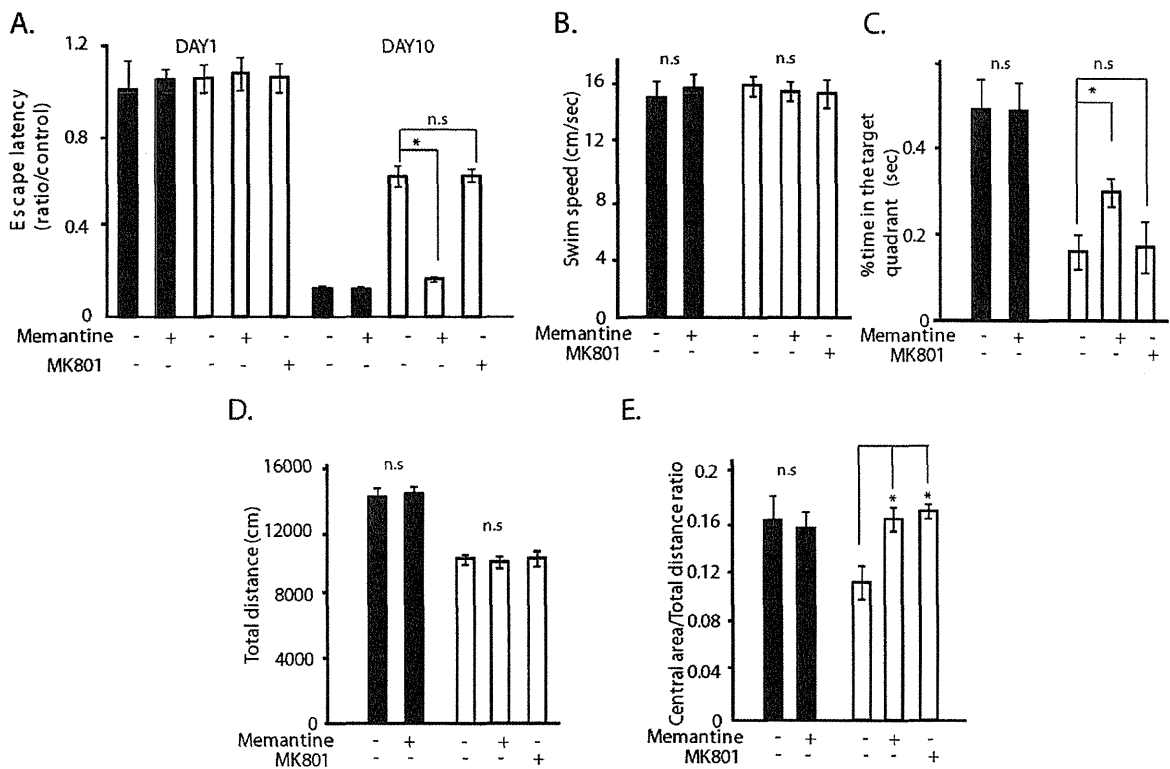 A.
DAY1
DAY10
1.2
0.8
0.4
0
Escape latency
(ratio/control)
n.s
*
Memantine - + - + - - + - + -
MK801 - - - - + - - - - +
B.
16
12
8
4
0
Swim speed (cm/sec)
n.s
n.s
Memantine - + - + -
MK801 - - - - +
C.
0.4
0.2
0
%time in the target
quadrant (sec)
n.s
n.s
*
Memantine - + - + -
MK801 - - - - +
D.
16000
12000
8000
4000
0
Total distance (cm)
n.s
n.s
Memantine - + - + -
MK801 - - - - +
E.
0.2
0.16
0.12
0.08
0.04
0
Central area/Total distance ratio
n.s
* *
Memantine - + - + -
MK801 - - - - +